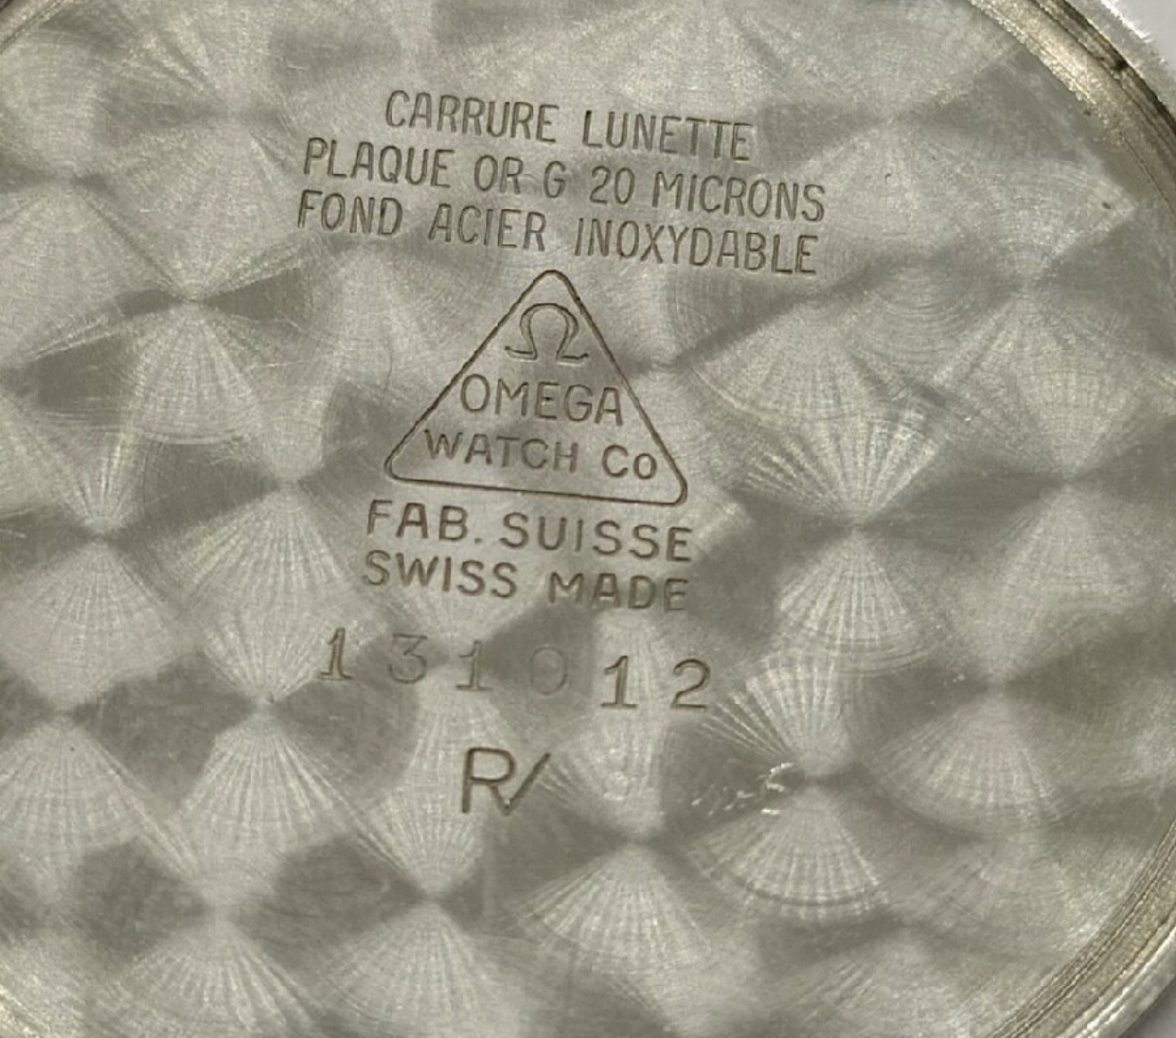 CARRURE LUNETTE
PLAQUE OR G 20 MICRONS
FOND ACIER INOXYDABLE
Ω
OMEGA
WATCH Co
FAB. SUISSE
SWISS MADE
131012
R/